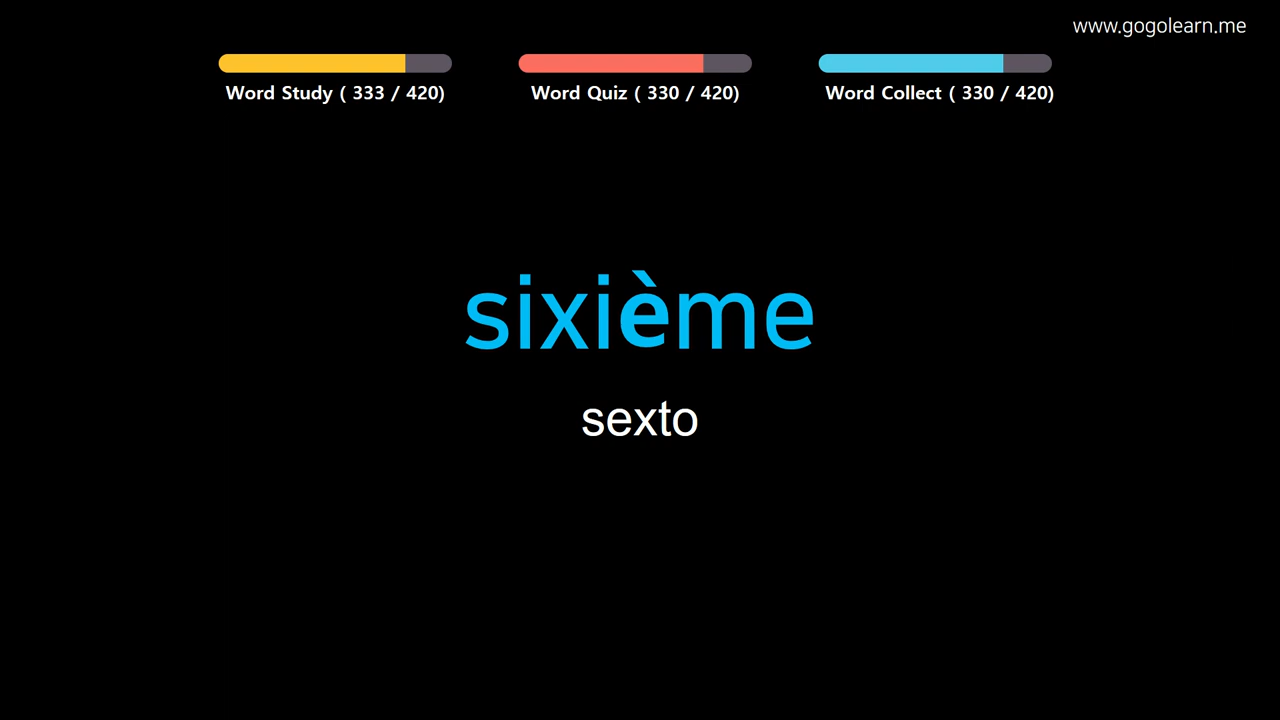 www.gogolearn.me
Word Study ( 333 / 420)
Word Quiz ( 330 / 420)
Word Collect ( 330 / 420)
sixième
sexto